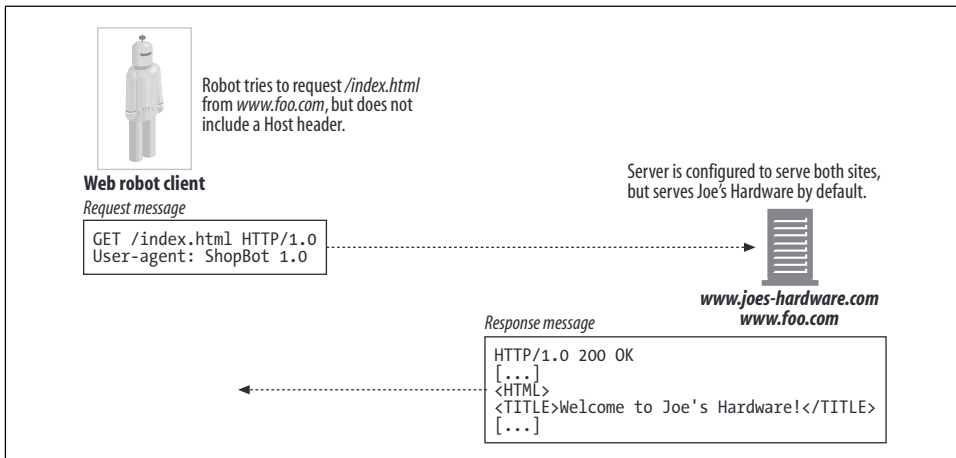 Robot tries to request /index.html
from www.foo.com, but does not
include a Host header.
Web robot client
Request message
GET /index.html HTTP/1.0
User-agent: ShopBot 1.0
Server is configured to serve both sites,
but serves Joe's Hardware by default.
www.joes-hardware.com
www.foo.com
Response message
HTTP/1.0 200 OK
[...]
<HTML>
<TITLE>Welcome to Joe's Hardware!</TITLE>
[...]